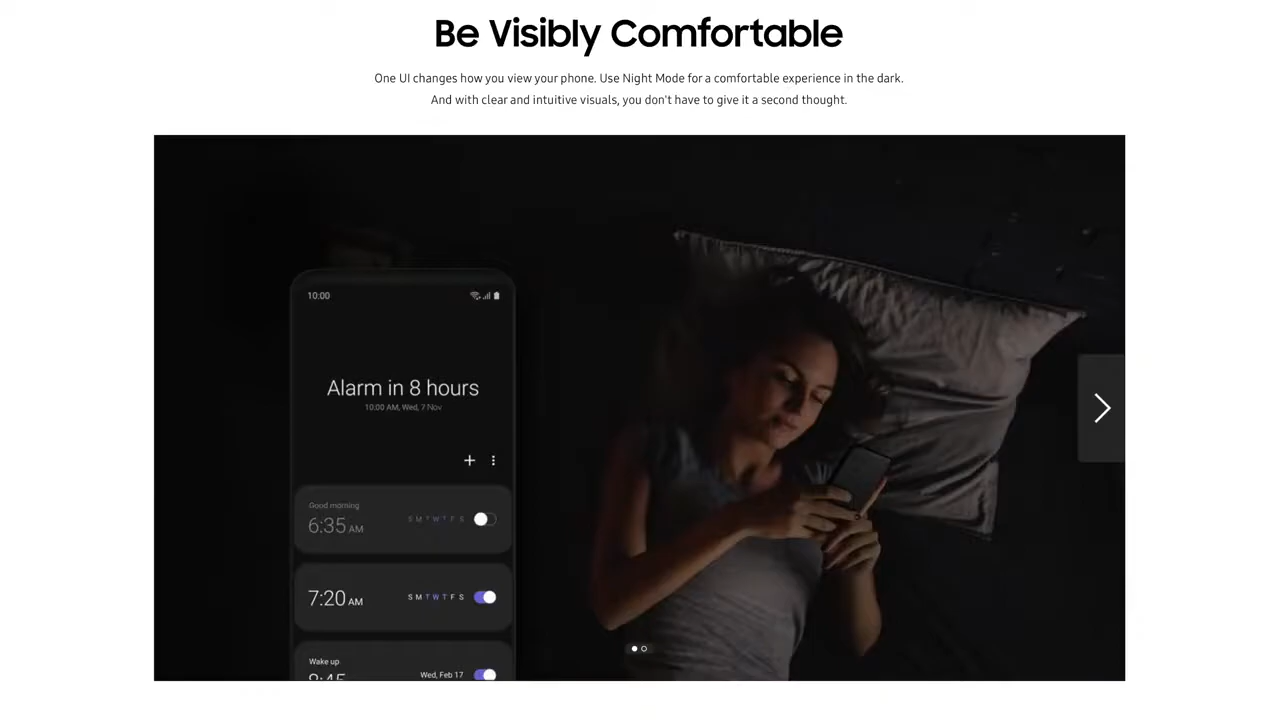 Be Visibly Comfortable
One UI changes how you view your phone. Use Night Mode for a comfortable experience in the dark.
And with clear and intuitive visuals, you don't have to give it a second thought.
10:00
Alarm in 8 hours
10:00 AM, Wed, 7 Nov
Good morning
6:35 AM
S M T W T F S
7:20 AM
S M T W T F S
Wake up
8:45
Wed, Feb 17